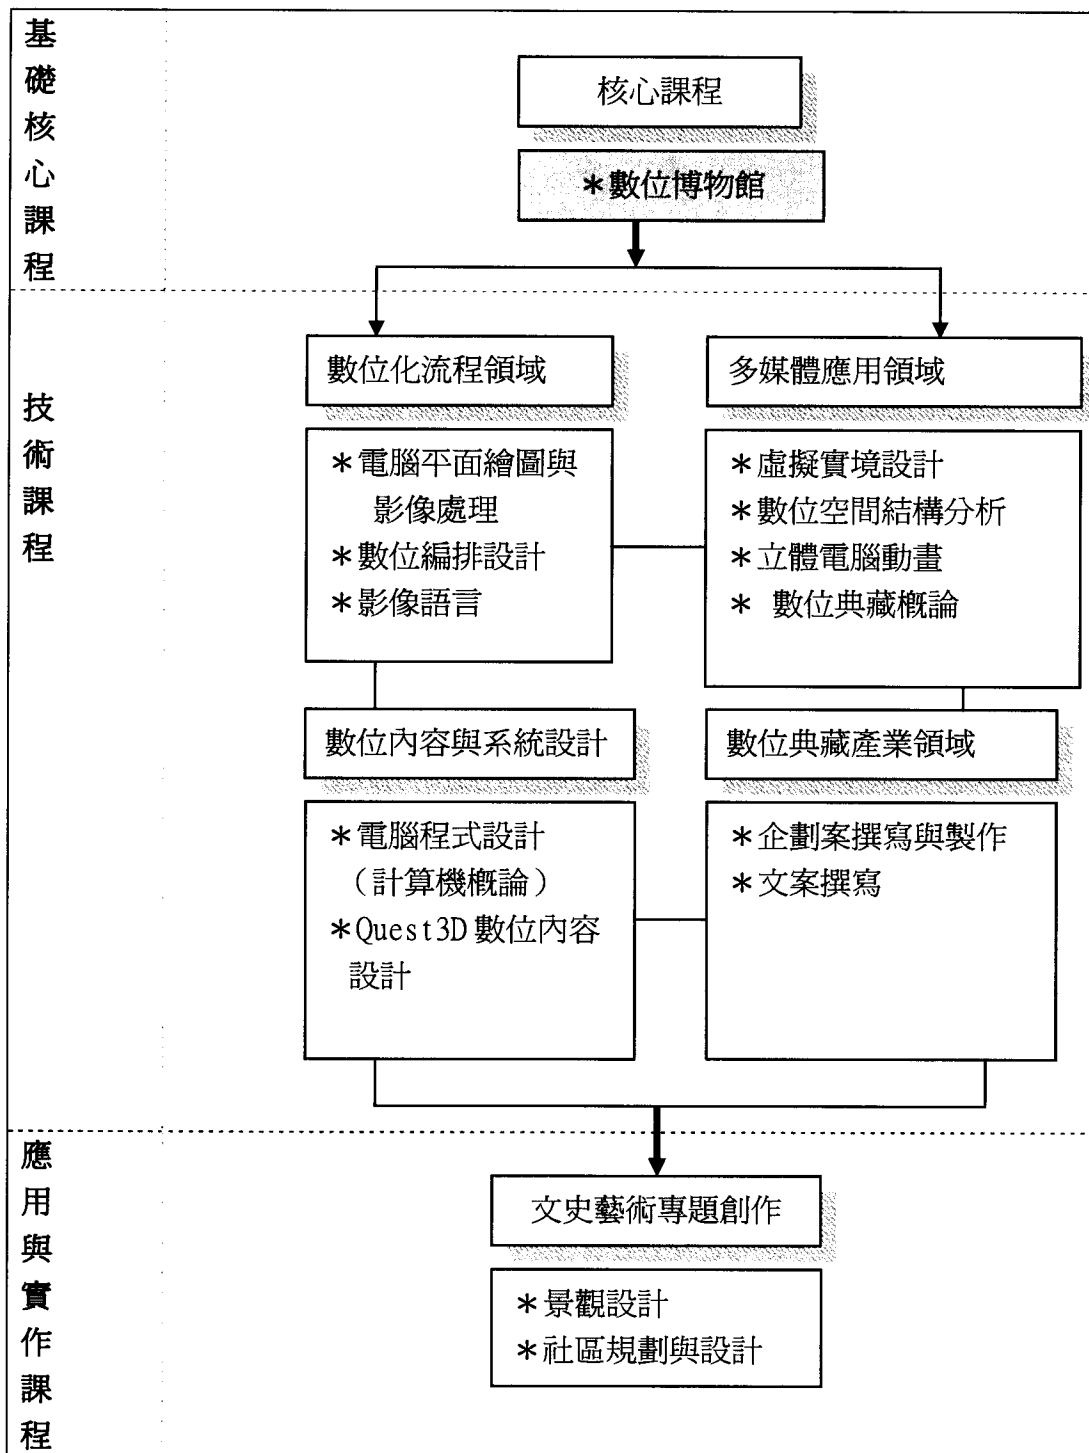 基礎核心課程
核心課程
＊數位博物館
技術課程
數位化流程領域
＊電腦平面繪圖與
影像處理
＊數位編排設計
＊影像語言
多媒體應用領域
＊虛擬實境設計
＊數位空間結構分析
＊立體電腦動畫
＊ 數位典藏概論
數位內容與系統設計
＊電腦程式設計
（計算機概論）
＊Quest3D 數位內容
設計
數位典藏產業領域
＊企劃案撰寫與製作
＊文案撰寫
應用與實作課程
文史藝術專題創作
＊景觀設計
＊社區規劃與設計